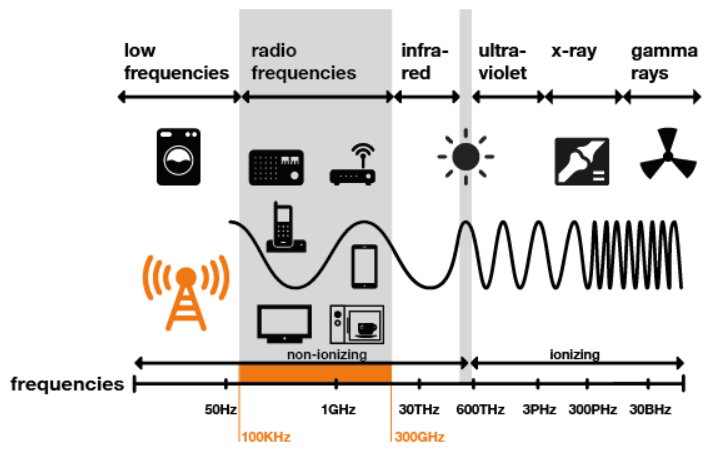 low
frequencies
radio
frequencies
infra-
red
ultra-
violet
x-ray
gamma
rays
non-ionizing
ionizing
frequencies
50Hz
1GHz
30THz
600THz
3PHz
300PHz
30BHz
100KHz
300GHz